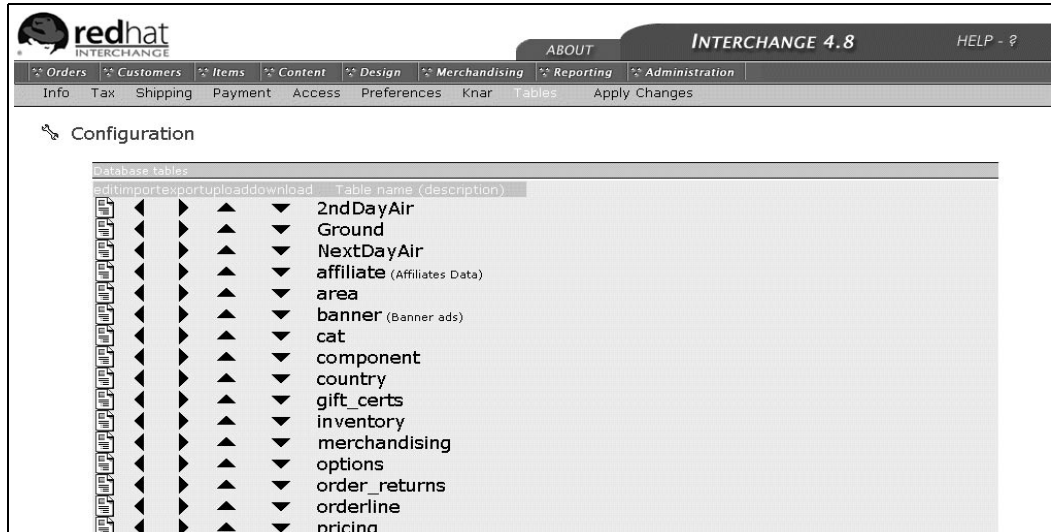 redhat
INTERCHANGE
ABOUT
INTERCHANGE 4.8
HELP - ?
Orders Customers Items Content Design Merchandising Reporting Administration
Info Tax Shipping Payment Access Preferences Knar Tables Apply Changes
Configuration
Database tables
editimportexportuploaddownload Table name (description)
2ndDayAir
Ground
NextDayAir
affiliate (Affiliates Data)
area
banner (Banner ads)
cat
component
country
gift_certs
inventory
merchandising
options
order_returns
orderline
pricing